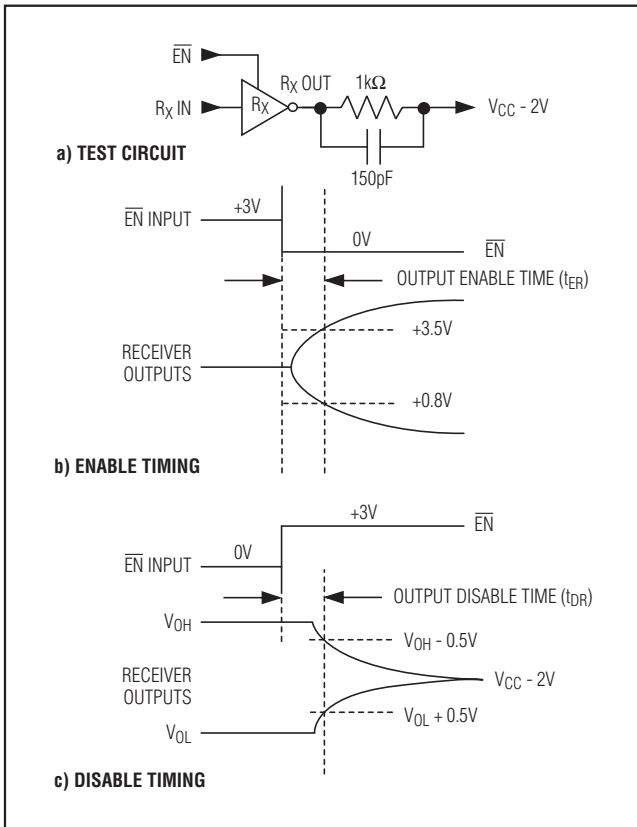 EN
RX IN
RX
RX OUT
1kΩ
VCC - 2V
150pF
a) TEST CIRCUIT
+3V
EN INPUT
0V
EN
OUTPUT ENABLE TIME (tER)
+3.5V
RECEIVER
OUTPUTS
+0.8V
b) ENABLE TIMING
+3V
EN
0V
EN INPUT
OUTPUT DISABLE TIME (tDR)
VOH
VOH - 0.5V
RECEIVER
OUTPUTS
VCC - 2V
VOL + 0.5V
VOL
c) DISABLE TIMING